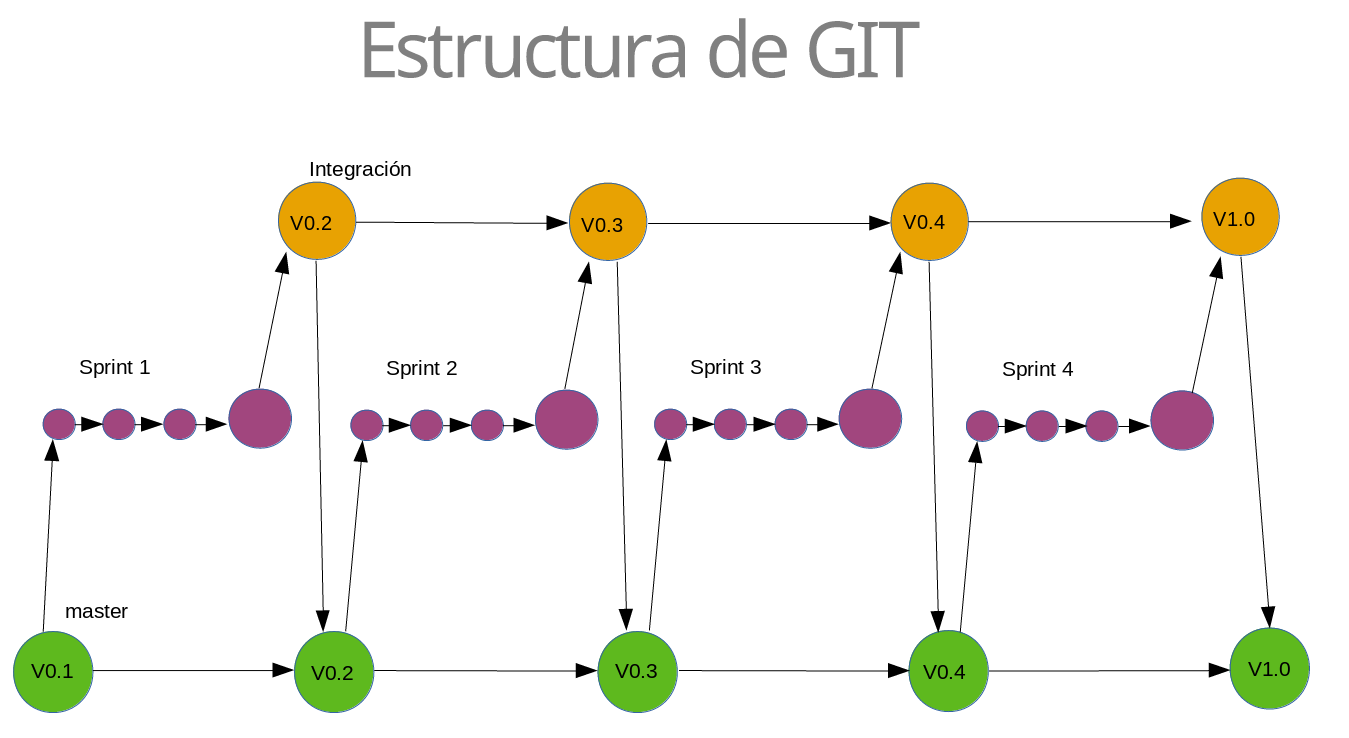 Estructura de GIT
Integración
V0.2
V0.3
V0.4
V1.0
Sprint 1
Sprint 2
Sprint 3
Sprint 4
master
V0.1
V0.2
V0.3
V0.4
V1.0